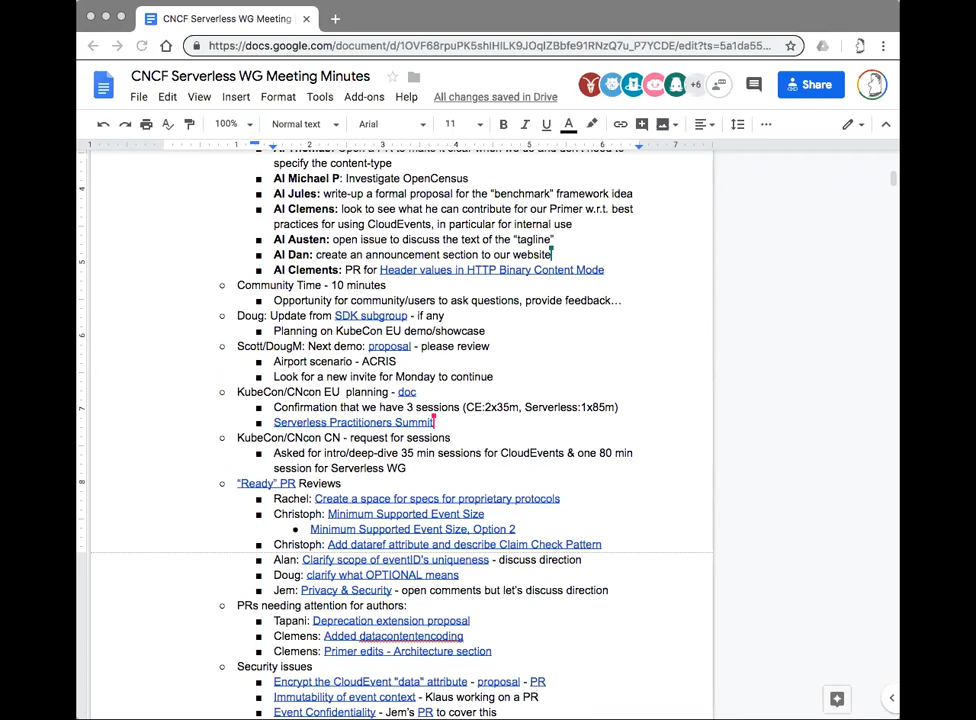 CNCF Serverless WG Meeting
https://docs.google.com/document/d/1OVF68rpuPK5shIHILK9JOqIZBbfe91RNzQ7u_P7YCDE/edit?ts=5a1da55...
CNCF Serverless WG Meeting Minutes
+6
Share
File Edit View Insert Format Tools Add-ons Help All changes saved in Drive
100% Normal text Arial 11 B I U A
1 1 2 3 4 5 6 7
specify the content-type
AI Michael P: Investigate OpenCensus
AI Jules: write-up a formal proposal for the "benchmark" framework idea
AI Clemens: look to see what he can contribute for our Primer w.r.t. best
practices for using CloudEvents, in particular for internal use
AI Austen: open issue to discuss the text of the "tagline"
AI Dan: create an announcement section to our website
AI Clements: PR for Header values in HTTP Binary Content Mode
Community Time - 10 minutes
Opportunity for community/users to ask questions, provide feedback…
Doug: Update from SDK subgroup - if any
Planning on KubeCon EU demo/showcase
Scott/DougM: Next demo: proposal - please review
Airport scenario - ACRIS
Look for a new invite for Monday to continue
KubeCon/CNcon EU planning - doc
Confirmation that we have 3 sessions (CE:2x35m, Serverless:1x85m)
Serverless Practitioners Summit
KubeCon/CNcon CN - request for sessions
Asked for intro/deep-dive 35 min sessions for CloudEvents & one 80 min
session for Serverless WG
"Ready" PR Reviews
Rachel: Create a space for specs for proprietary protocols
Christoph: Minimum Supported Event Size
Minimum Supported Event Size, Option 2
Christoph: Add dataref attribute and describe Claim Check Pattern
Alan: Clarify scope of eventID's uniqueness - discuss direction
Doug: clarify what OPTIONAL means
Jem: Privacy & Security - open comments but let's discuss direction
PRs needing attention for authors:
Tapani: Deprecation extension proposal
Clemens: Added datacontentencoding
Clemens: Primer edits - Architecture section
Security issues
Encrypt the CloudEvent "data" attribute - proposal - PR
Immutability of event context - Klaus working on a PR
Event Confidentiality - Jem's PR to cover this